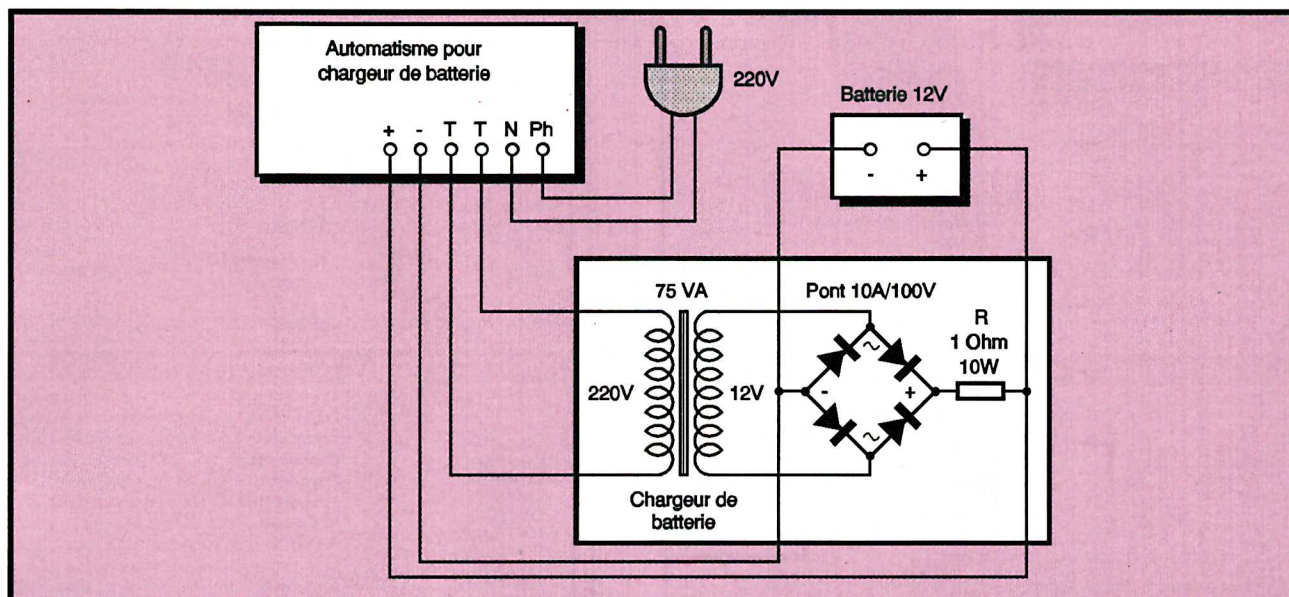 Automatisme pour
chargeur de batterie
+ - T T N Ph
220V
Batterie 12V
- +
75 VA
Pont 10A/100V
R
1 Ohm
10W
~
220V
12V
- +
~
Chargeur de
batterie